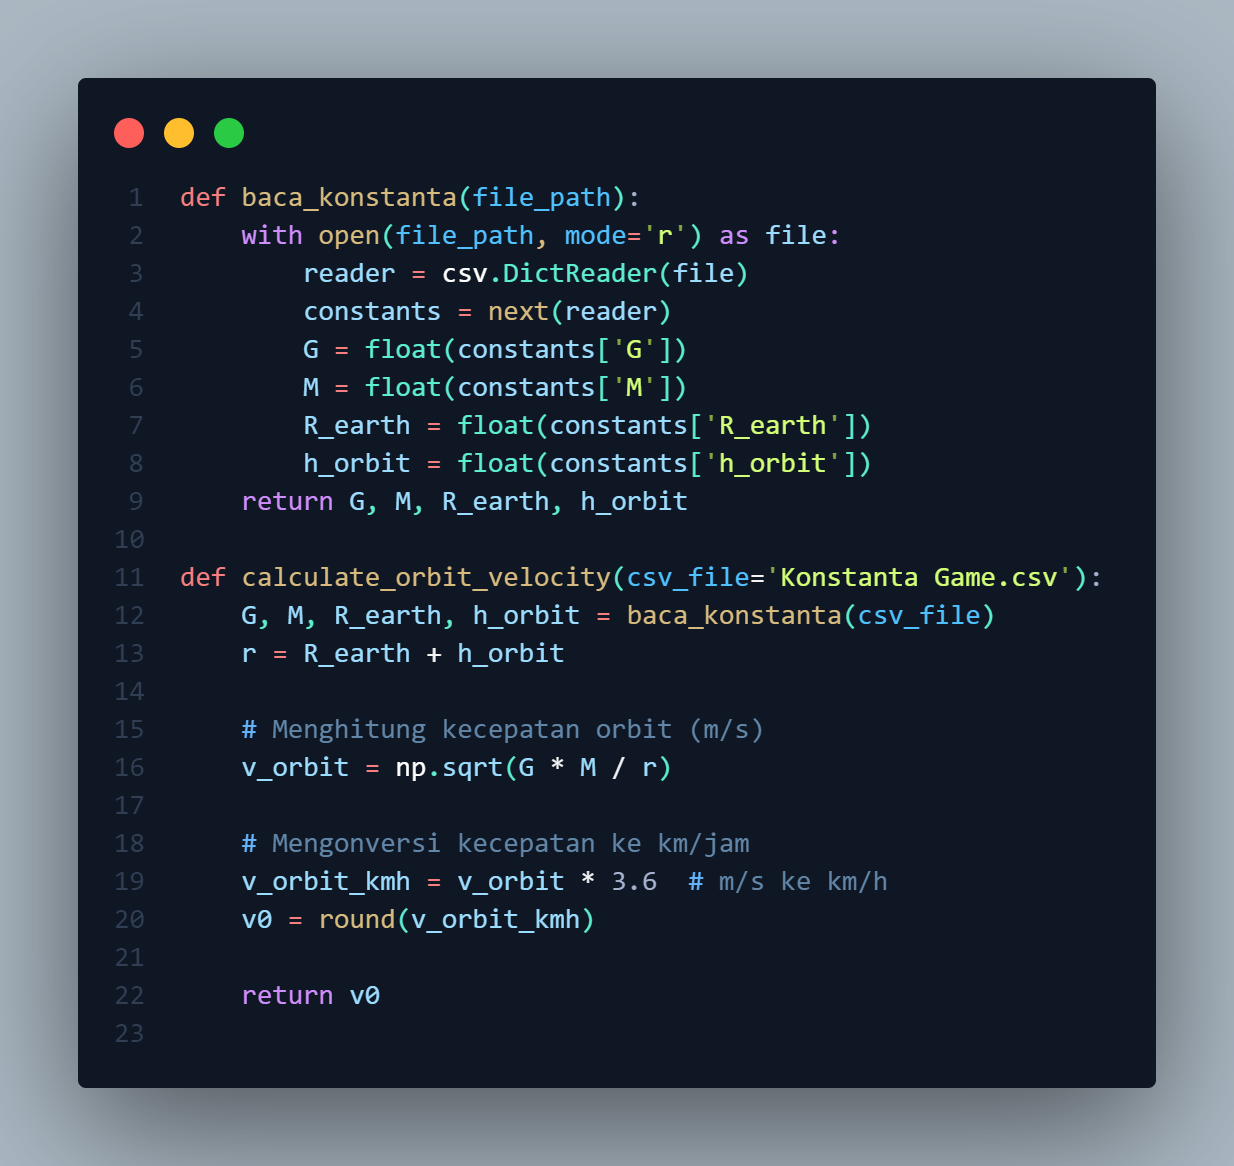 1 def baca_konstanta(file_path):
2     with open(file_path, mode='r') as file:
3         reader = csv.DictReader(file)
4         constants = next(reader)
5         G = float(constants['G'])
6         M = float(constants['M'])
7         R_earth = float(constants['R_earth'])
8         h_orbit = float(constants['h_orbit'])
9     return G, M, R_earth, h_orbit
10
11 def calculate_orbit_velocity(csv_file='Konstanta Game.csv'):
12     G, M, R_earth, h_orbit = baca_konstanta(csv_file)
13     r = R_earth + h_orbit
14
15     # Menghitung kecepatan orbit (m/s)
16     v_orbit = np.sqrt(G * M / r)
17
18     # Mengonversi kecepatan ke km/jam
19     v_orbit_kmh = v_orbit * 3.6  # m/s ke km/h
20     v0 = round(v_orbit_kmh)
21
22     return v0
23